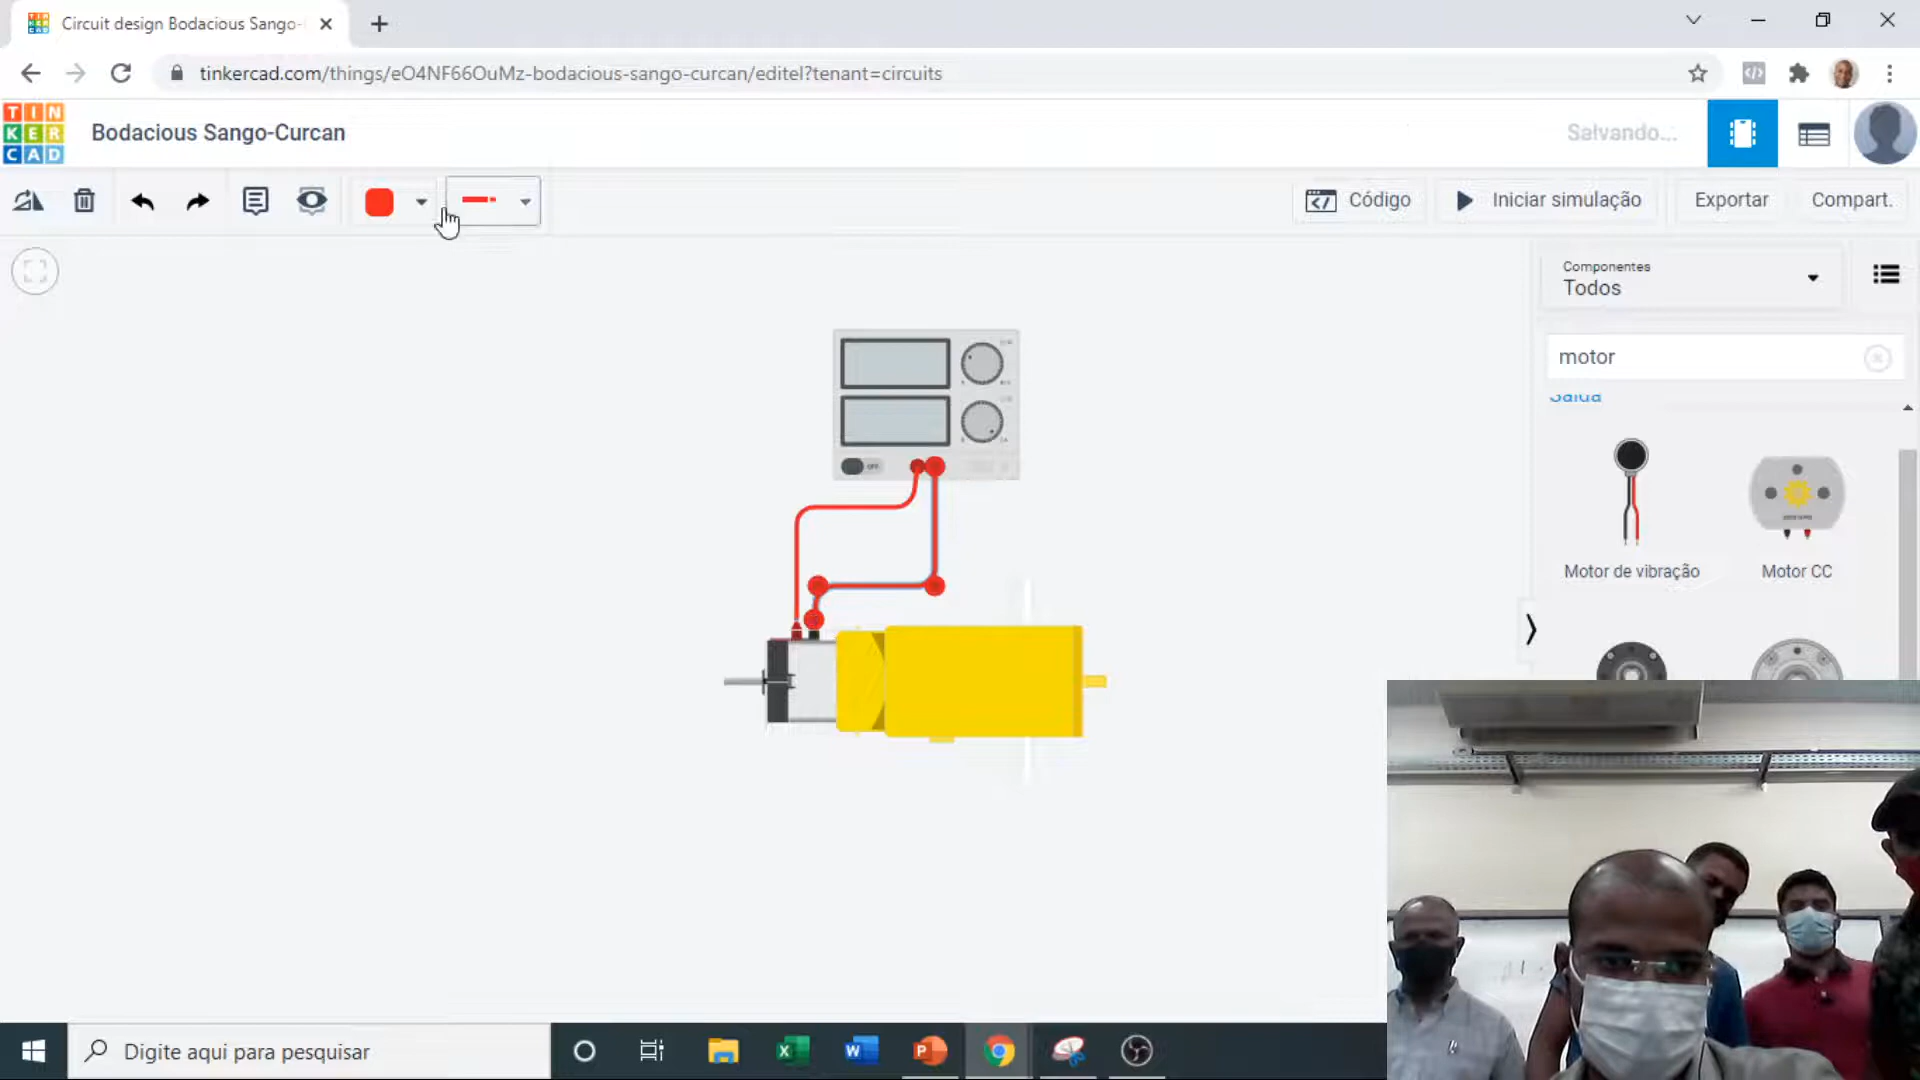 Circuit design Bodacious Sango-
tinkercad.com/things/eO4NF66OuMz-bodacious-sango-curcan/editel?tenant=circuits
TIN
KER
CAD
Bodacious Sango-Curcan
Salvando...
Código
Iniciar simulação
Exportar
Compart.
Componentes
Todos
motor
Saída
OFF
Motor de vibração
Motor CC
Digite aqui para pesquisar